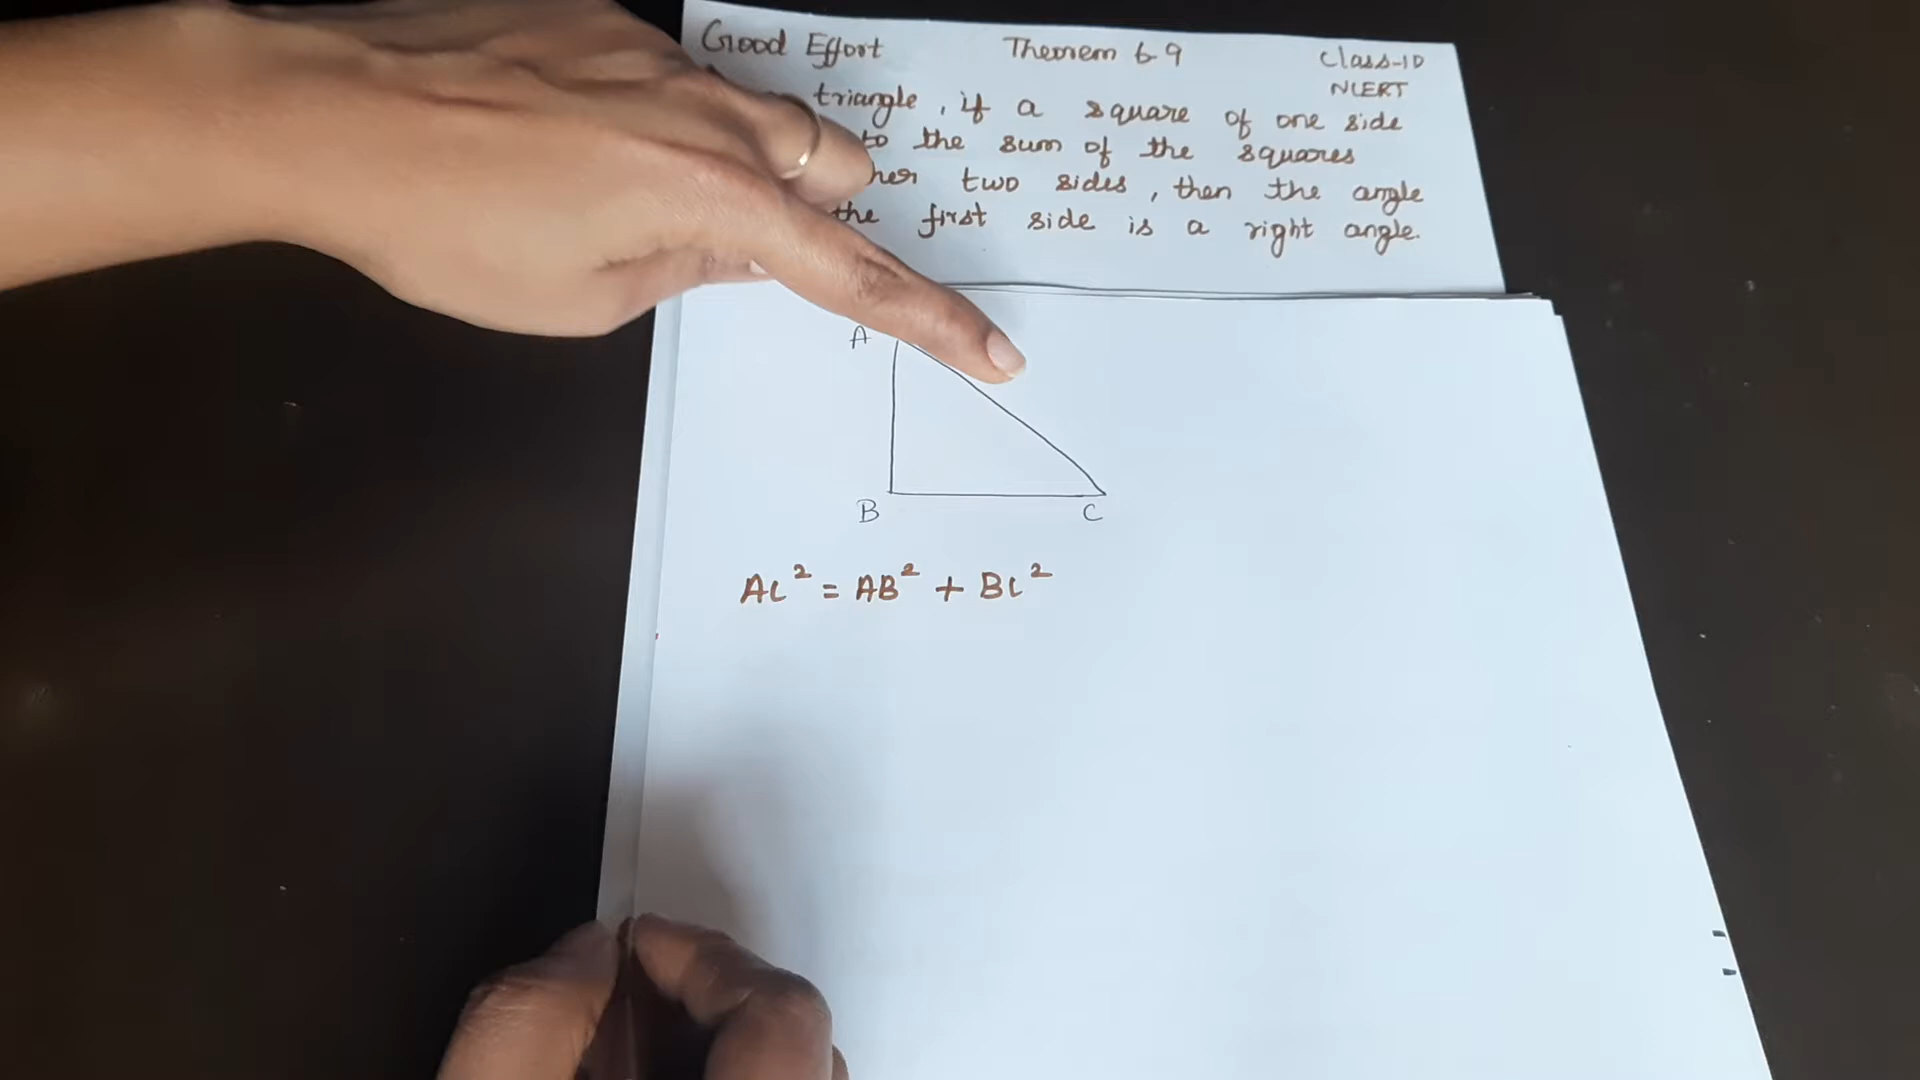 Good Effort Theorem 6.9 Class-10
NCERT
triangle, if a square of one side
to the sum of the squares
her two sides, then the angle
the first side is a right angle.
A
B C
AC² = AB² + BC²